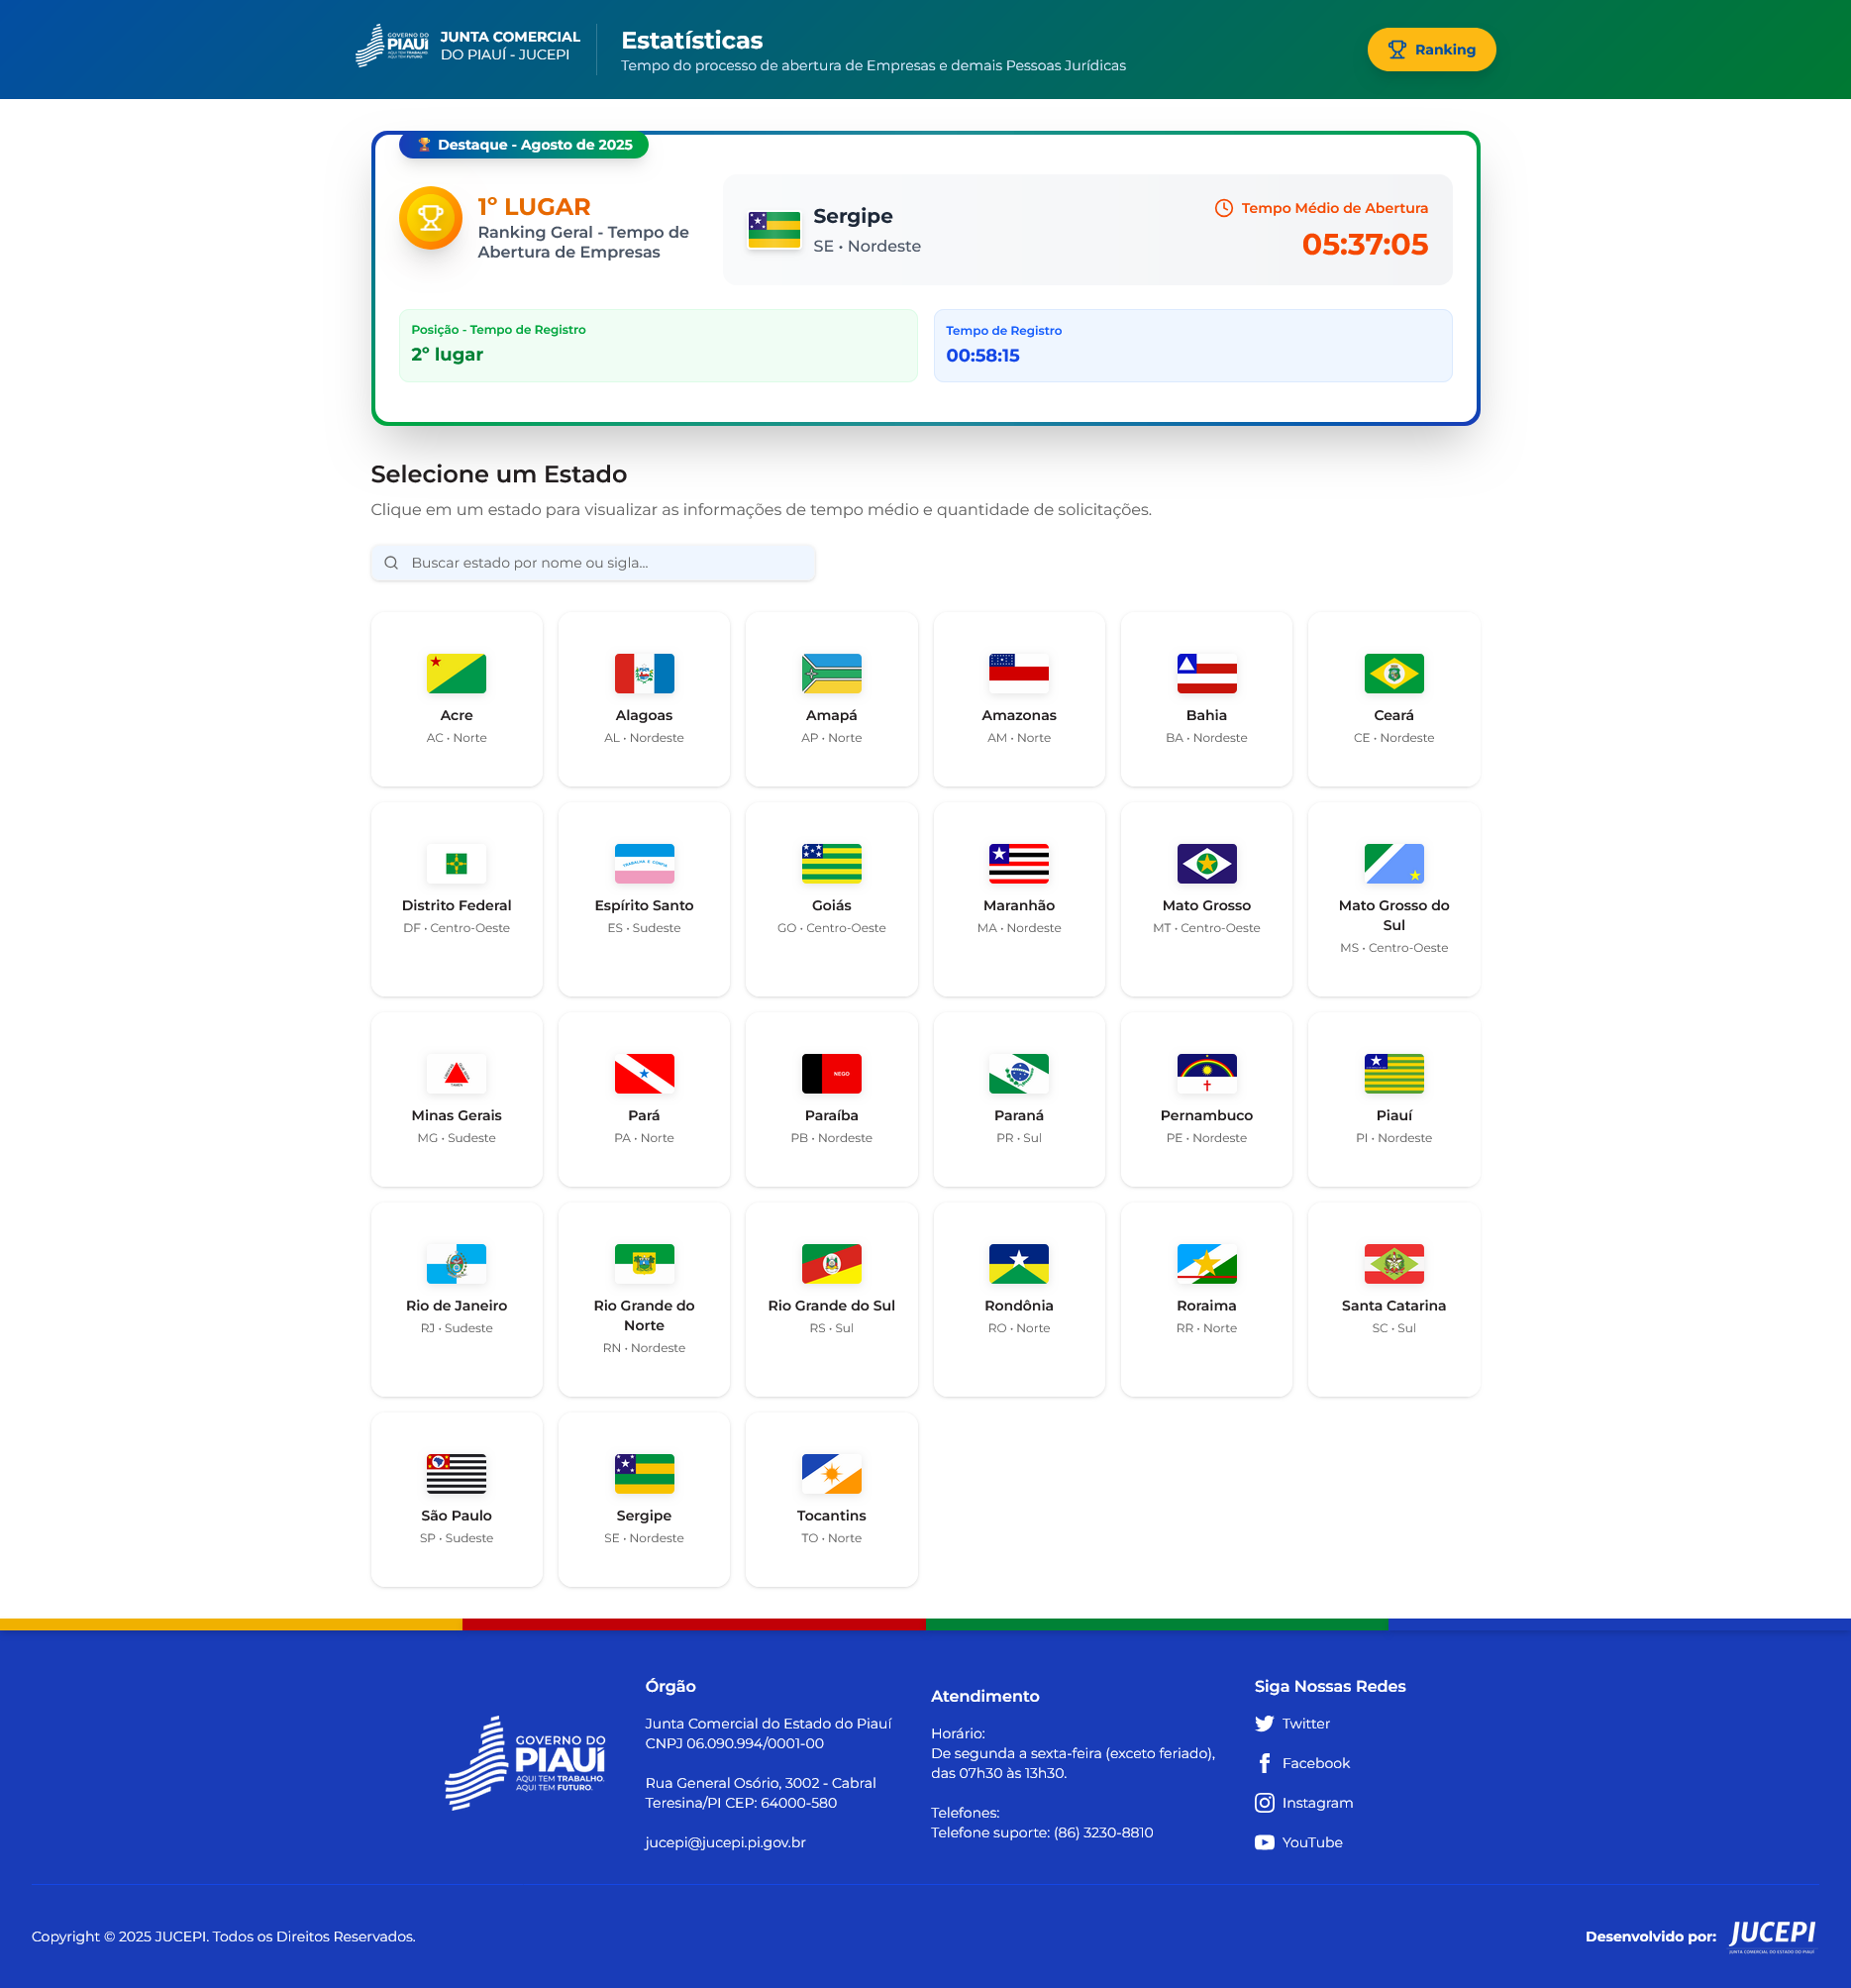 GOVERNO DO
PIAUÍ
AQUI TEM TRABALHO.
AQUI TEM FUTURO.
JUNTA COMERCIAL
DO PIAUÍ - JUCEPI
Estatísticas
Tempo do processo de abertura de Empresas e demais Pessoas Jurídicas
Ranking
Destaque - Agosto de 2025
1º LUGAR
Ranking Geral - Tempo de
Abertura de Empresas
Sergipe
SE • Nordeste
Tempo Médio de Abertura
05:37:05
Posição - Tempo de Registro
2º lugar
Tempo de Registro
00:58:15
Selecione um Estado
Clique em um estado para visualizar as informações de tempo médio e quantidade de solicitações.
Buscar estado por nome ou sigla...
Acre
AC • Norte
Alagoas
AL • Nordeste
Amapá
AP • Norte
Amazonas
AM • Norte
Bahia
BA • Nordeste
Ceará
CE • Nordeste
Distrito Federal
DF • Centro-Oeste
TRABALHA E CONFIA
Espírito Santo
ES • Sudeste
Goiás
GO • Centro-Oeste
Maranhão
MA • Nordeste
Mato Grosso
MT • Centro-Oeste
Mato Grosso do
Sul
MS • Centro-Oeste
Minas Gerais
MG • Sudeste
Pará
PA • Norte
NEGO
Paraíba
PB • Nordeste
Paraná
PR • Sul
Pernambuco
PE • Nordeste
Piauí
PI • Nordeste
Rio de Janeiro
RJ • Sudeste
Rio Grande do
Norte
RN • Nordeste
Rio Grande do Sul
RS • Sul
Rondônia
RO • Norte
Roraima
RR • Norte
Santa Catarina
SC • Sul
São Paulo
SP • Sudeste
Sergipe
SE • Nordeste
Tocantins
TO • Norte
GOVERNO DO
PIAUÍ
AQUI TEM TRABALHO.
AQUI TEM FUTURO.
Órgão
Junta Comercial do Estado do Piauí
CNPJ 06.090.994/0001-00
Rua General Osório, 3002 - Cabral
Teresina/PI CEP: 64000-580
jucepi@jucepi.pi.gov.br
Atendimento
Horário:
De segunda a sexta-feira (exceto feriado),
das 07h30 às 13h30.
Telefones:
Telefone suporte: (86) 3230-8810
Siga Nossas Redes
Twitter
Facebook
Instagram
YouTube
Copyright © 2025 JUCEPI. Todos os Direitos Reservados.
Desenvolvido por:
JUCEPI
JUNTA COMERCIAL DO ESTADO DO PIAUÍ